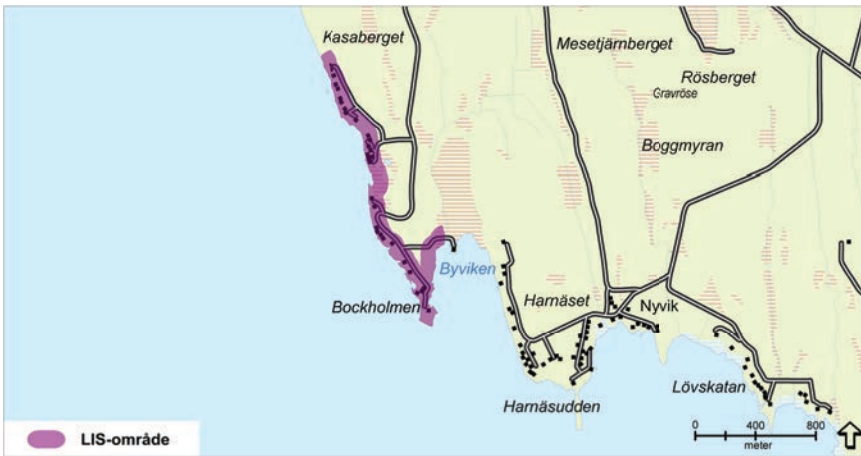 Kasaberget
Mesetjärnberget
Rösberget
Gravröse
Boggmyran
Byviken
Bockholmen
Harnäset
Nyvik
Harnäsudden
Lövskatan
LIS-område
0 400 800
meter